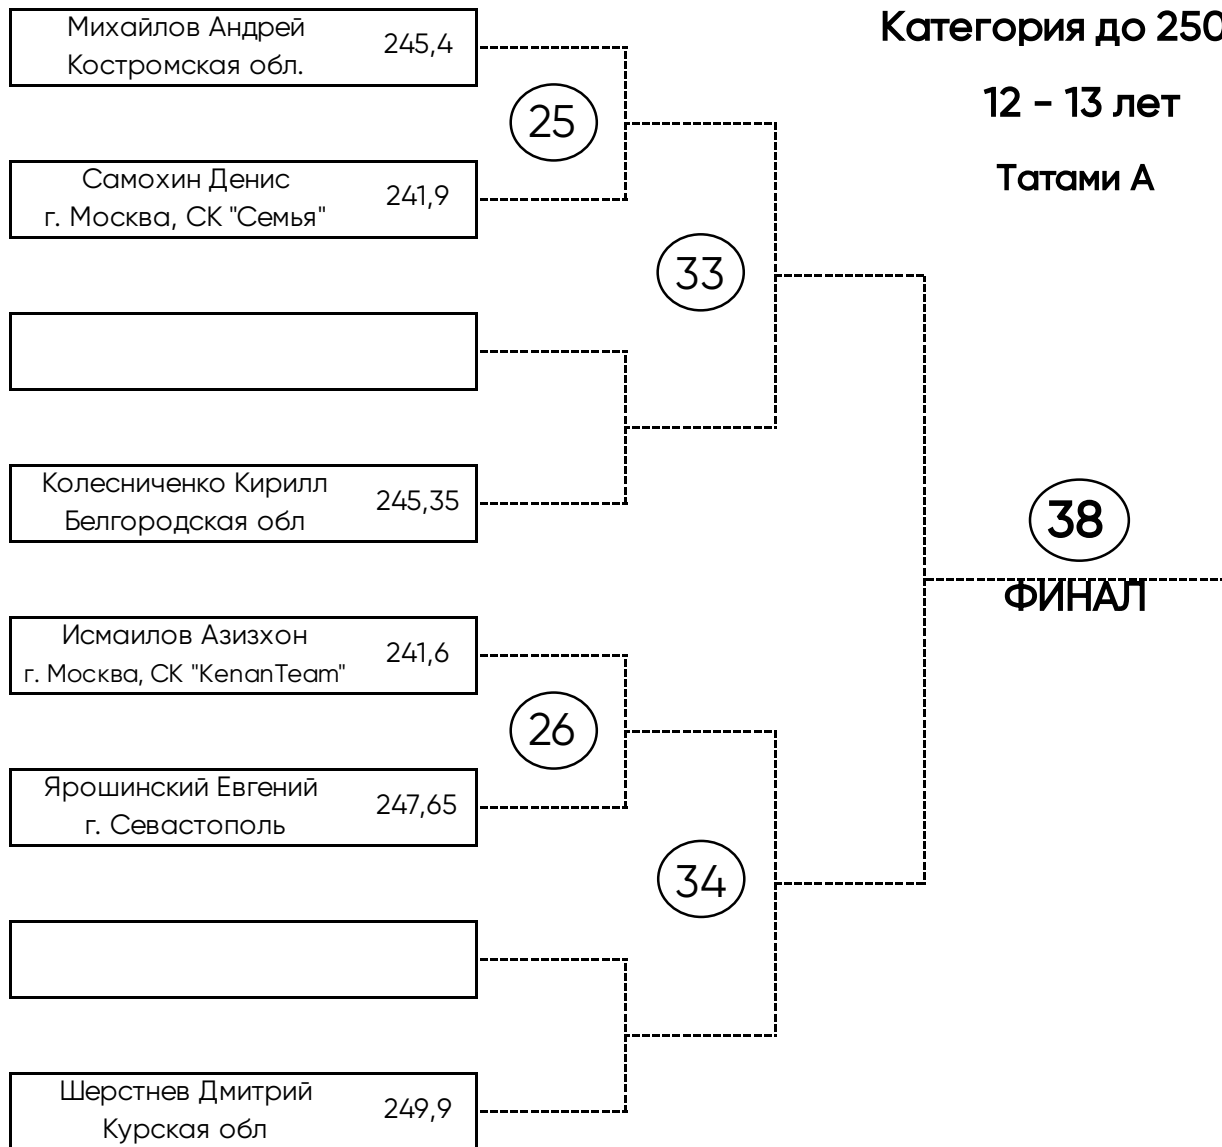 Категория до 250
12 - 13 лет
Татами А
Михайлов Андрей
Костромская обл.
245,4
25
Самохин Денис
г. Москва, СК "Семья"
241,9
33
Колесниченко Кирилл
Белгородская обл
245,35
38
ФИНАЛ
Исмаилов Азизхон
г. Москва, СК "KenanTeam"
241,6
26
Ярошинский Евгений
г. Севастополь
247,65
34
Шерстнев Дмитрий
Курская обл
249,9